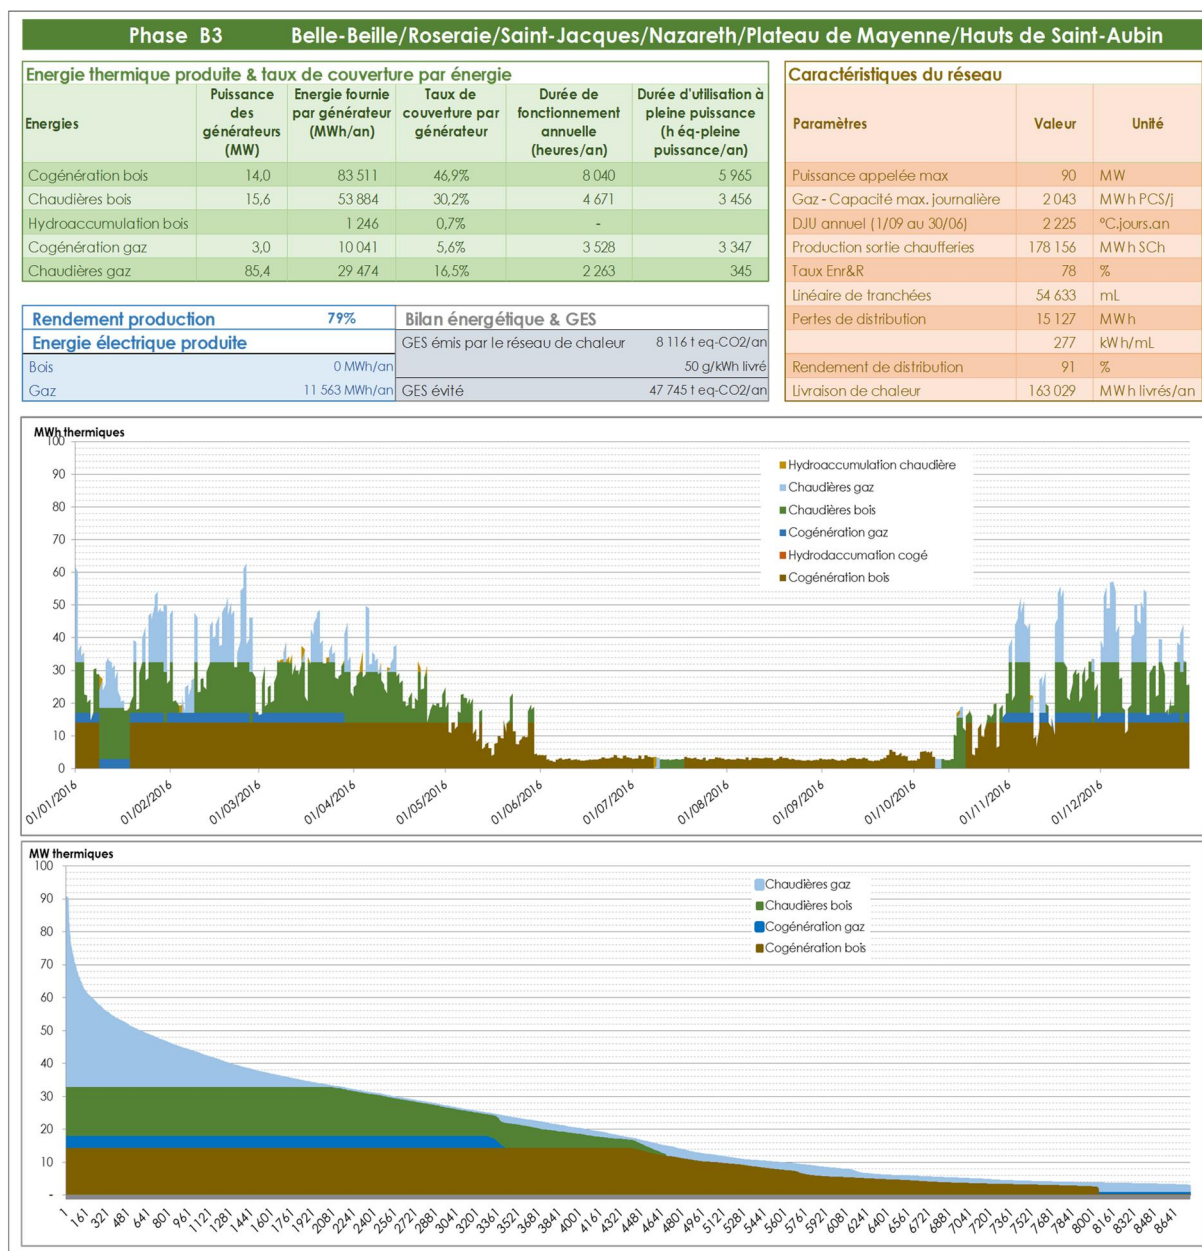 Phase B3 Belle-Beille/Roseraie/Saint-Jacques/Nazareth/Plateau de Mayenne/Hauts de Saint-Aubin
Energie thermique produite & taux de couverture par énergie
Energies
Puissance des générateurs (MW)
Energie fournie par générateur (MWh/an)
Taux de couverture par générateur
Durée de fonctionnement annuelle (heures/an)
Durée d'utilisation à pleine puissance (h éq-pleine puissance/an)
Cogénération bois 14,0 83 511 46,9% 8 040 5 965
Chaudières bois 15,6 53 884 30,2% 4 671 3 456
Hydroaccumulation bois 1 246 0,7% -
Cogénération gaz 3,0 10 041 5,6% 3 528 3 347
Chaudières gaz 85,4 29 474 16,5% 2 263 345
Caractéristiques du réseau
Paramètres Valeur Unité
Puissance appelée max 90 MW
Gaz - Capacité max. journalière 2 043 MWh PCS/j
DJU annuel (1/09 au 30/06) 2 225 °C.jours.an
Production sortie chaufferies 178 156 MWh SCh
Taux Enr&R 78 %
Linéaire de tranchées 54 633 mL
Pertes de distribution 15 127 MWh
277 kWh/mL
Rendement de distribution 91 %
Livraison de chaleur 163 029 MWh livrés/an
Rendement production 79%
Energie électrique produite
Bois 0 MWh/an
Gaz 11 563 MWh/an
Bilan énergétique & GES
GES émis par le réseau de chaleur 8 116 t eq-CO2/an
50 g/kWh livré
GES évité 47 745 t eq-CO2/an
MWh thermiques
100
90
80
70
60
50
40
30
20
10
0
Hydroaccumulation chaudière
Chaudières gaz
Chaudières bois
Cogénération gaz
Hydrodaccumation cogé
Cogénération bois
01/01/2016 01/02/2016 01/03/2016 01/04/2016 01/05/2016 01/06/2016 01/07/2016 01/08/2016 01/09/2016 01/10/2016 01/11/2016 01/12/2016
MW thermiques
100
90
80
70
60
50
40
30
20
10
-
Chaudières gaz
Chaudières bois
Cogénération gaz
Cogénération bois
1 161 321 481 641 801 961 1121 1281 1441 1601 1761 1921 2081 2241 2401 2561 2721 2881 3041 3201 3361 3521 3681 3841 4001 4161 4321 4481 4641 4801 4961 5121 5281 5441 5601 5761 5921 6081 6241 6401 6561 6721 6881 7041 7201 7361 7521 7681 7841 8001 8161 8321 8481 8641